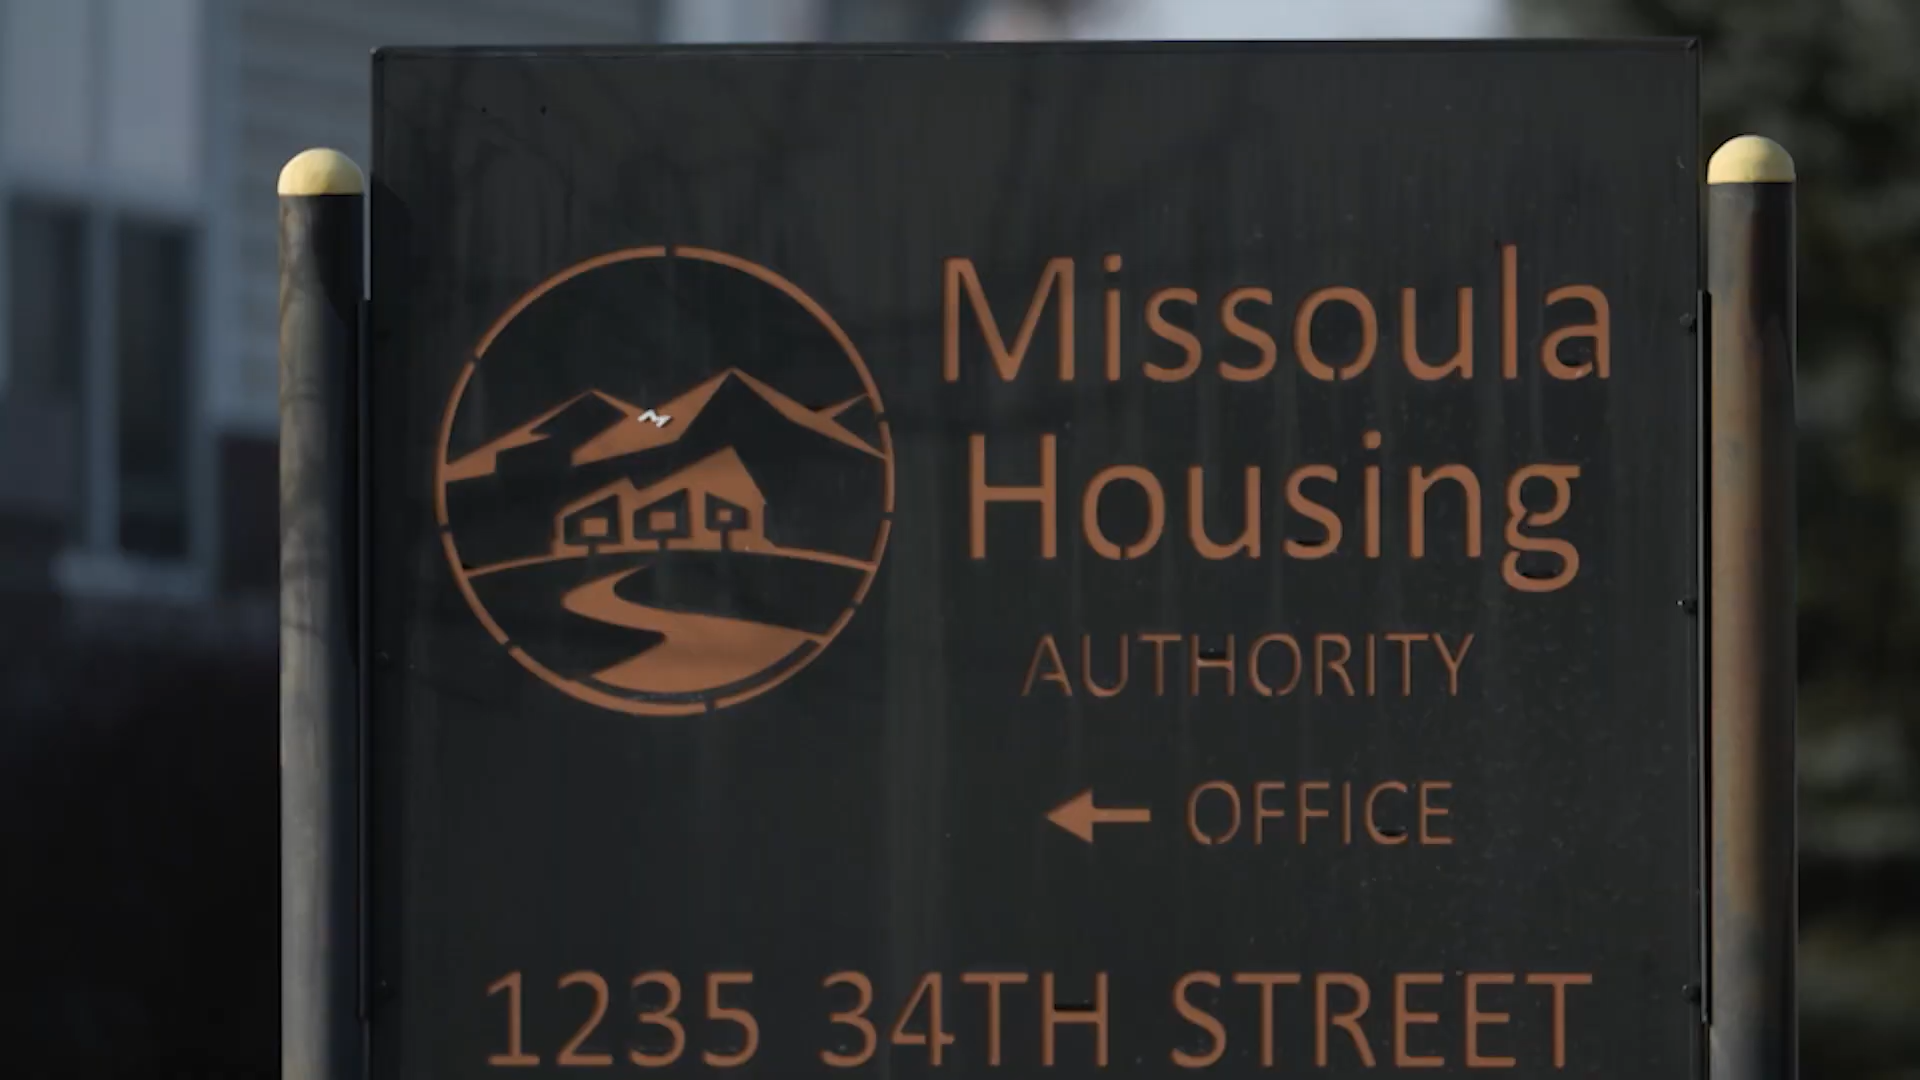 M
Missoula
Housing
AUTHORITY
← OFFICE
1235 34TH STREET